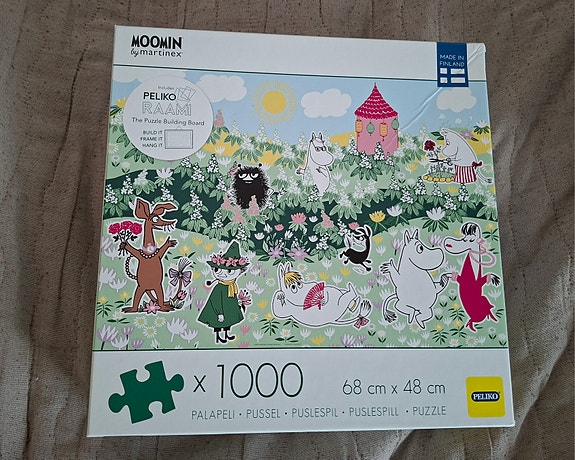 MOOMIN
by martinex
MADE IN
FINLAND
Includes
PELIKO
RAAMI
The Puzzle Building Board
BUILD IT
FRAME IT
HANG IT
x 1000
68 cm x 48 cm
PALAPELI · PUSSEL · PUSLESPIL · PUSLESPILL · PUZZLE
PELIKO